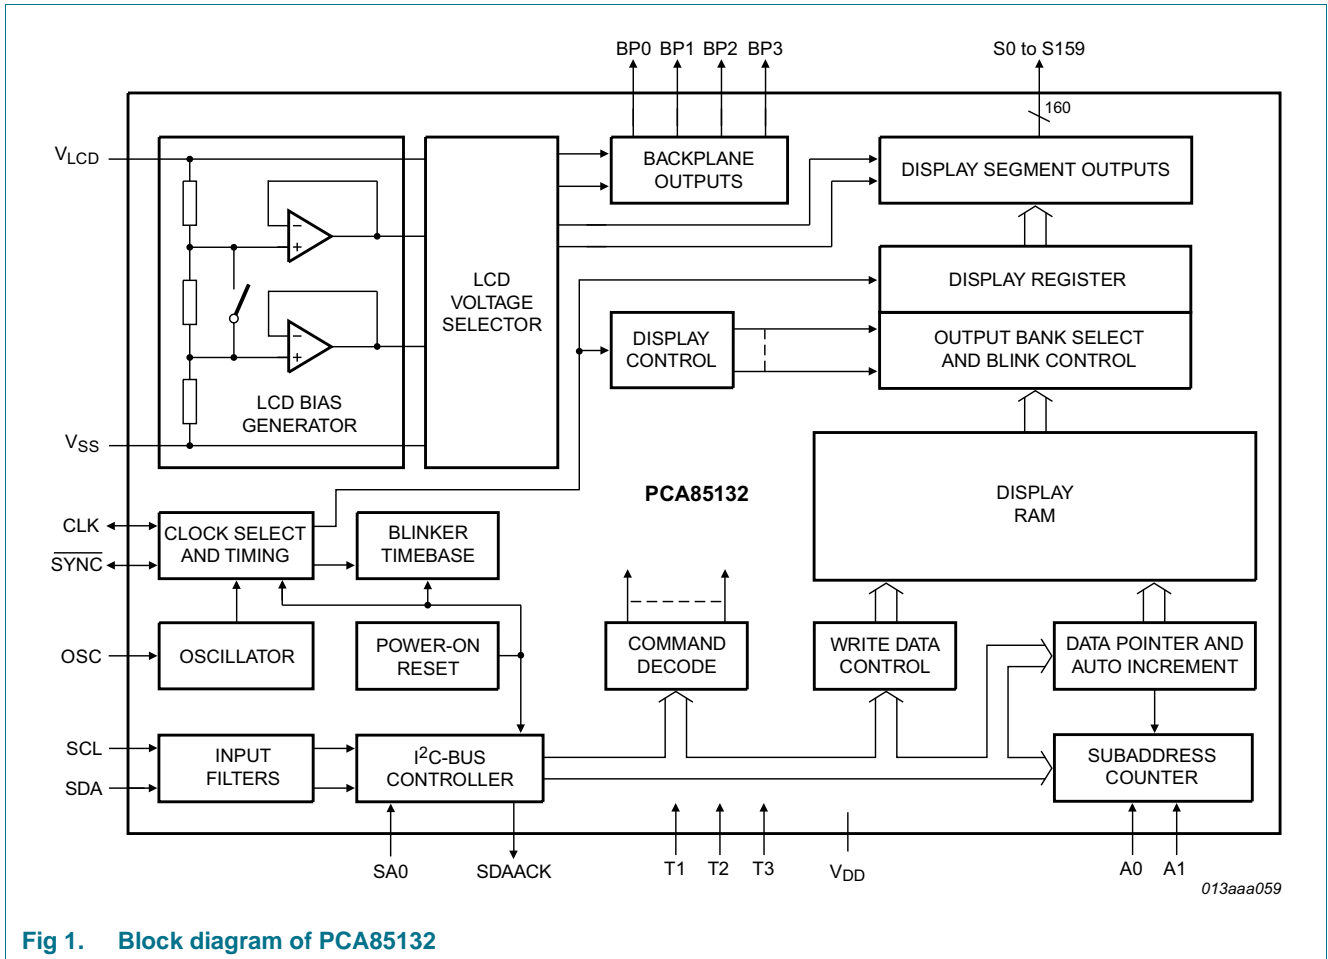 BP0 BP1 BP2 BP3
S0 to S159
160
VLCD
BACKPLANE
OUTPUTS
DISPLAY SEGMENT OUTPUTS
−
+
LCD
VOLTAGE
SELECTOR
DISPLAY REGISTER
−
+
DISPLAY
CONTROL
OUTPUT BANK SELECT
AND BLINK CONTROL
LCD BIAS
GENERATOR
VSS
PCA85132
DISPLAY
RAM
CLK
SYNC
CLOCK SELECT
AND TIMING
BLINKER
TIMEBASE
OSC
OSCILLATOR
POWER-ON
RESET
COMMAND
DECODE
WRITE DATA
CONTROL
DATA POINTER AND
AUTO INCREMENT
SCL
SDA
INPUT
FILTERS
I2C-BUS
CONTROLLER
SUBADDRESS
COUNTER
SA0
SDAACK
T1
T2
T3
VDD
A0
A1
013aaa059
Fig 1. Block diagram of PCA85132